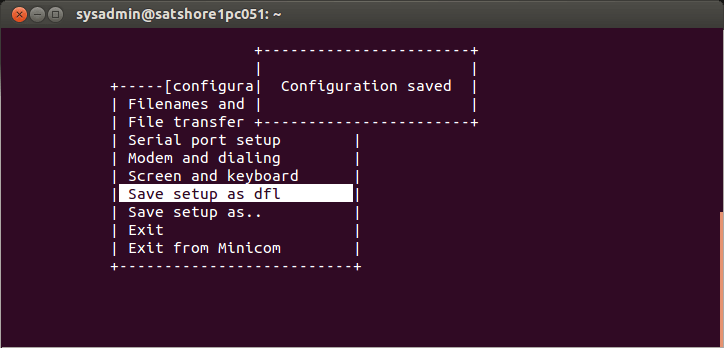 sysadmin@satshore1pc051: ~
Configuration saved
[configura
Filenames and
File transfer
Serial port setup
Modem and dialing
Screen and keyboard
Save setup as dfl
Save setup as..
Exit
Exit from Minicom